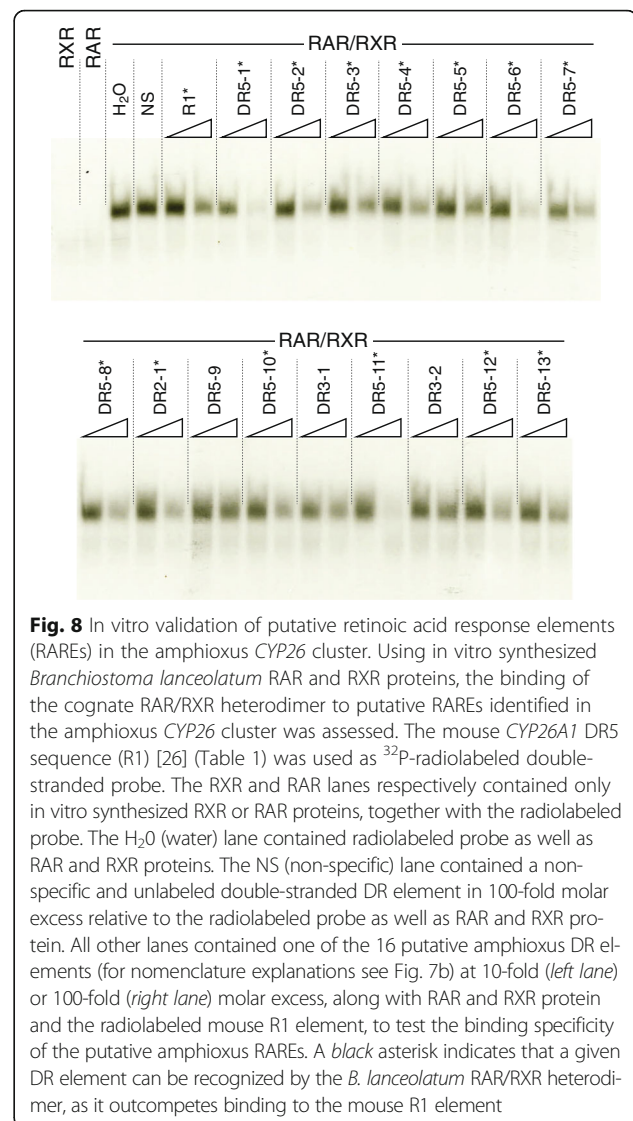 RXR
RAR
RAR/RXR
H2O
NS
R1*
DR5-1*
DR5-2*
DR5-3*
DR5-4*
DR5-5*
DR5-6*
DR5-7*
RAR/RXR
DR5-8*
DR2-1*
DR5-9
DR5-10*
DR3-1
DR5-11*
DR3-2
DR5-12*
DR5-13*
Fig. 8 In vitro validation of putative retinoic acid response elements
(RAREs) in the amphioxus CYP26 cluster. Using in vitro synthesized
Branchiostoma lanceolatum RAR and RXR proteins, the binding of
the cognate RAR/RXR heterodimer to putative RAREs identified in
the amphioxus CYP26 cluster was assessed. The mouse CYP26A1 DR5
sequence (R1) [26] (Table 1) was used as 32P-radiolabeled double-
stranded probe. The RXR and RAR lanes respectively contained only
in vitro synthesized RXR or RAR proteins, together with the radiolabeled
probe. The H20 (water) lane contained radiolabeled probe as well as
RAR and RXR proteins. The NS (non-specific) lane contained a non-
specific and unlabeled double-stranded DR element in 100-fold molar
excess relative to the radiolabeled probe as well as RAR and RXR pro-
tein. All other lanes contained one of the 16 putative amphioxus DR el-
ements (for nomenclature explanations see Fig. 7b) at 10-fold (left lane)
or 100-fold (right lane) molar excess, along with RAR and RXR protein
and the radiolabeled mouse R1 element, to test the binding specificity
of the putative amphioxus RAREs. A black asterisk indicates that a given
DR element can be recognized by the B. lanceolatum RAR/RXR heterodi-
mer, as it outcompetes binding to the mouse R1 element